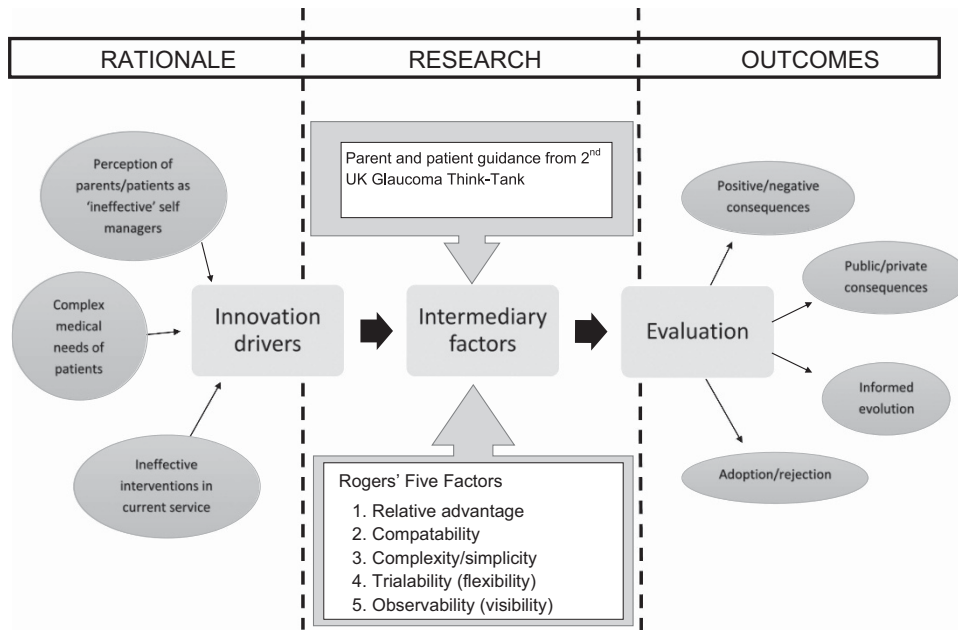 RATIONALE
RESEARCH
OUTCOMES
Perception of
parents/patients as
‘ineffective’ self
managers
Complex
medical
needs of
patients
Ineffective
interventions in
current service
Innovation
drivers
Parent and patient guidance from 2nd
UK Glaucoma Think-Tank
Intermediary
factors
Rogers’ Five Factors
1. Relative advantage
2. Compatability
3. Complexity/simplicity
4. Trialability (flexibility)
5. Observability (visibility)
Evaluation
Positive/negative
consequences
Public/private
consequences
Informed
evolution
Adoption/rejection